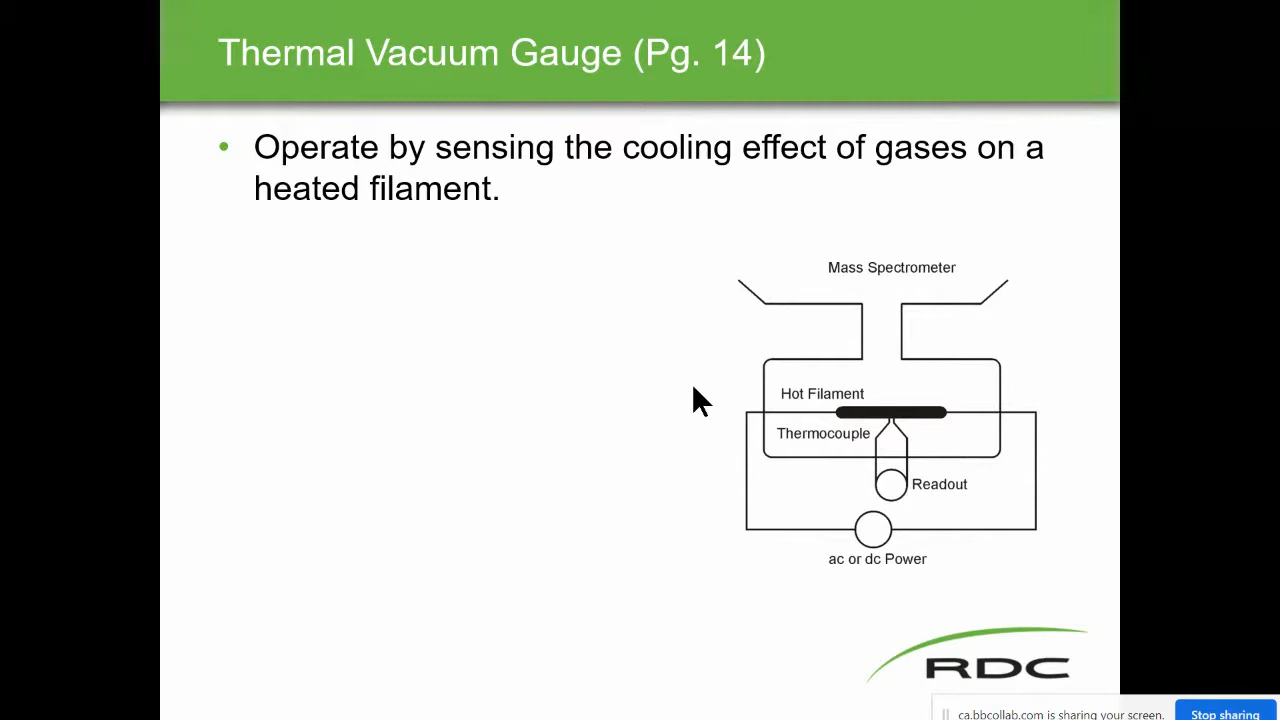 Thermal Vacuum Gauge (Pg. 14)
• Operate by sensing the cooling effect of gases on a
heated filament.
Mass Spectrometer
Hot Filament
Thermocouple
Readout
ac or dc Power
RDC
ca.bbcollab.com is sharing your screen.
Stop sharing